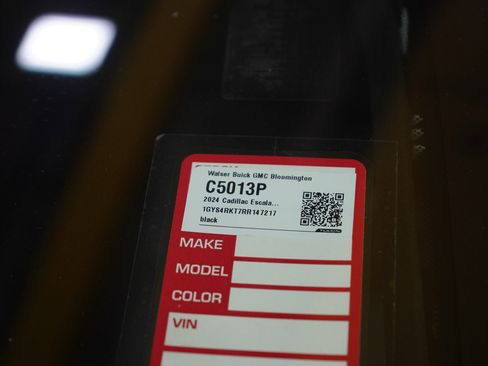 Walser Buick GMC Bloomington
C5013P
2024 Cadillac Escala...
1GYS4RKT7RR147217
black
MAKE
MODEL
COLOR
VIN